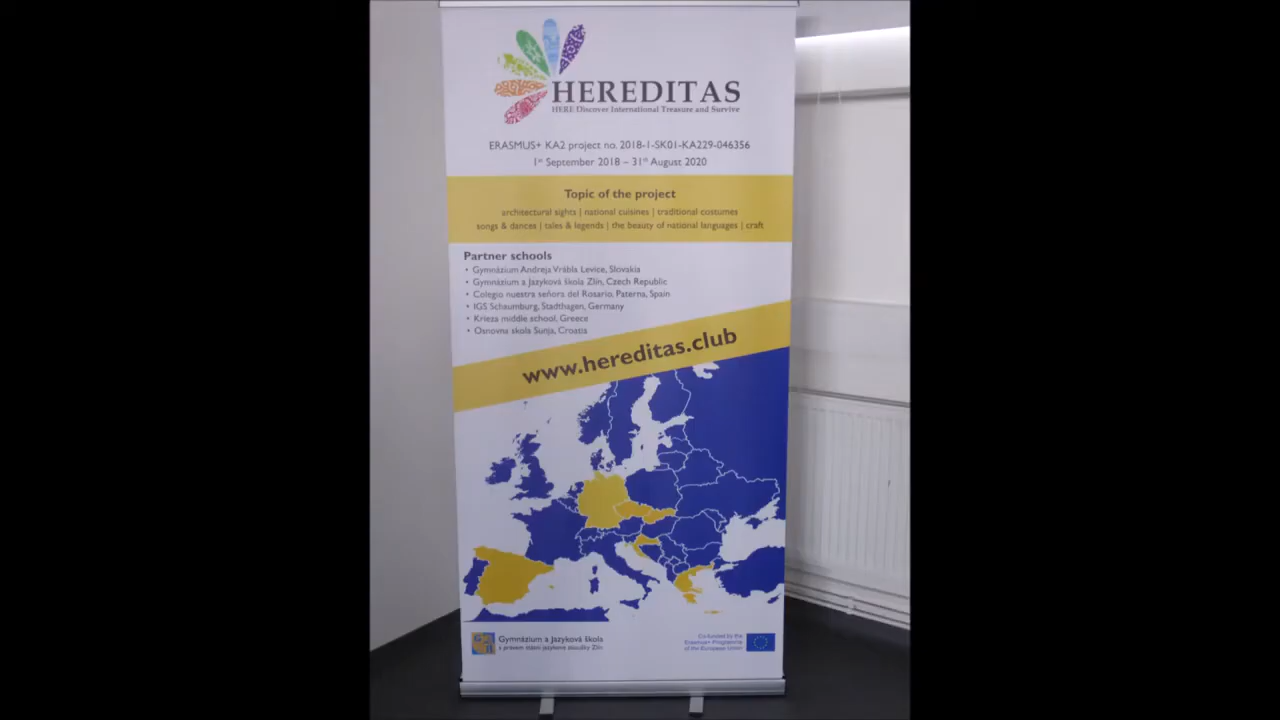 HEREDITAS
HERE Discover International Treasure and Survive
ERASMUS+ KA2 project no. 2018-1-SK01-KA229-046356
1st September 2018 – 31st August 2020
Topic of the project
architectural sights | national cuisines | traditional costumes
songs & dances | tales & legends | the beauty of national languages | craft
Partner schools
• Gymnázium Andreja Vrábla Levice, Slovakia
• Gymnázium a Jazyková škola Zlín, Czech Republic
• Colegio nuestra señora del Rosario, Paterna, Spain
• IGS Schaumburg, Stadthagen, Germany
• Krieza middle school, Greece
• Osnovna skola Sunja, Croatia
www.hereditas.club
Gymnázium a Jazyková škola
s právem státní jazykové zkoušky Zlín
Co-funded by the
Erasmus+ Programme
of the European Union